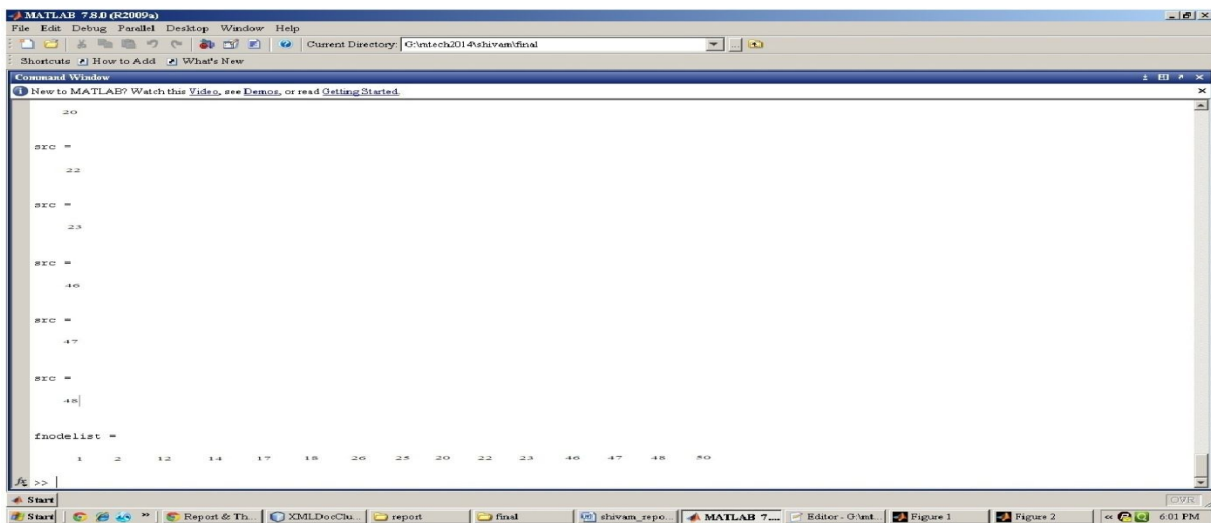 MATLAB 7.8.0 (R2009a)
File Edit Debug Parallel Desktop Window Help
Current Directory: G:\mtech2014\shivam\final
Shortcuts How to Add What's New
Command Window
New to MATLAB? Watch this Video, see Demos, or read Getting Started.
20
src =
22
src =
23
src =
46
src =
47
src =
48
fnodelist =
1 2 12 14 17 18 26 25 20 22 23 46 47 48 50
fx >>
Start OVR
Start » Report & Th... XMLDocClu... report final shivam_repo... MATLAB 7.... Editor - G:\mt... Figure 1 Figure 2 « 6:01 PM